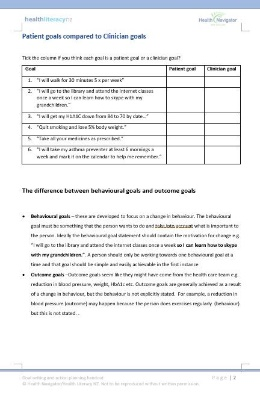 healthliteracynz
Health Navigator
Patient goals compared to Clinician goals
Tick the column if you think each goal is a patient goal or a clinician goal?
Goal Patient goal Clinician goal
1. "I will walk for 30 minutes 5 x per week"
2. "I will go to the library and attend the internet classes
once a week so I can learn how to skype with my
grandchildren."
3. "I will get my HbA1C down from 84 to 70 by date…"
4. "Quit smoking and lose 5% body weight."
5. "Take all your medicines as prescribed."
6. "I will take my asthma preventer at least 6 mornings a
week and mark it on the calendar to help me remember."
The difference between behavioural goals and outcome goals
• Behavioural goals – these are developed to focus on a change in behaviour. The behavioural
goal must be something that the person wants to do and take into account what is important to
the person. Ideally the behavioural goal statement should contain the motivation for change e.g.
"I will go to the library and attend the internet classes once a week so I can learn how to skype
with my grandchildren." A person should only be working towards one behavioural goal at a
time and that goal should be simple and easily achievable in the first instance.
• Outcome goals - Outcome goals seem like they might have come from the health care team e.g.
reduction in blood pressure, weight, HbA1c etc. Outcome goals are generally achieved as a result
of a change in behaviour, but the behaviour is not explicitly stated. For example, a reduction in
blood pressure (outcome) may happen because the person does exercises regularly (behaviour)
but this is not stated…
Page | 7